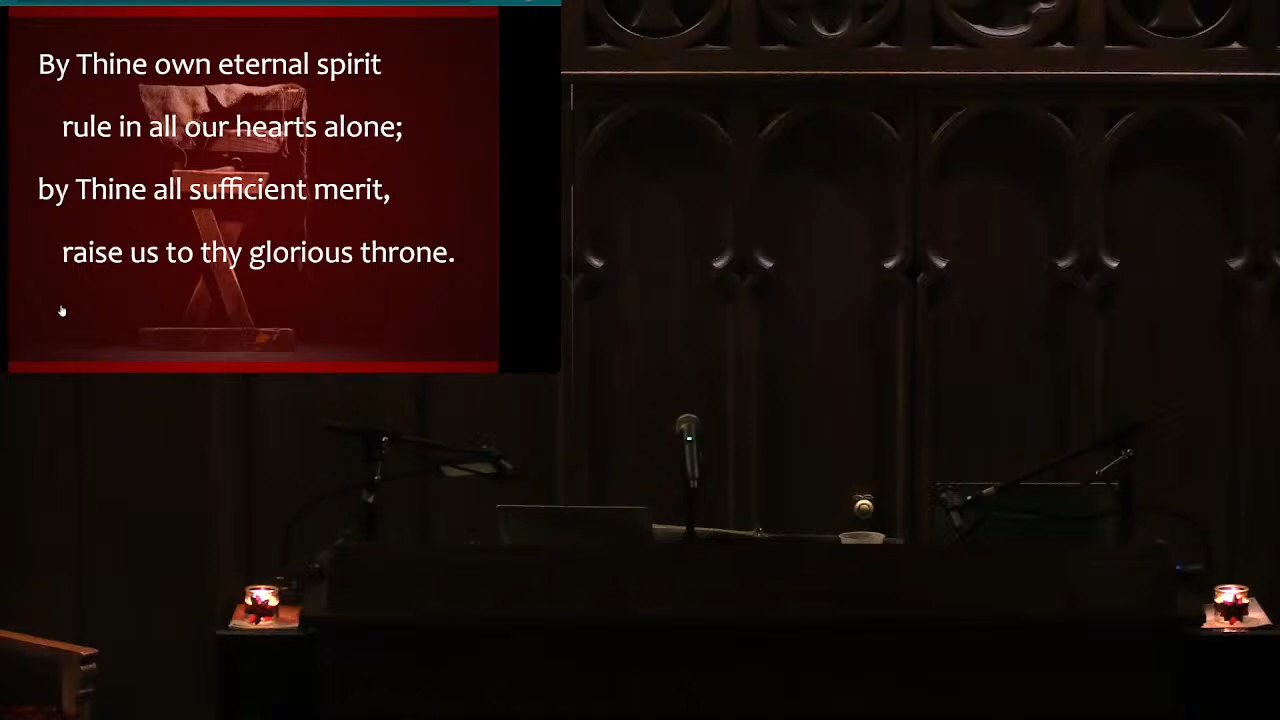 By Thine own eternal spirit
rule in all our hearts alone;
by Thine all sufficient merit,
raise us to thy glorious throne.